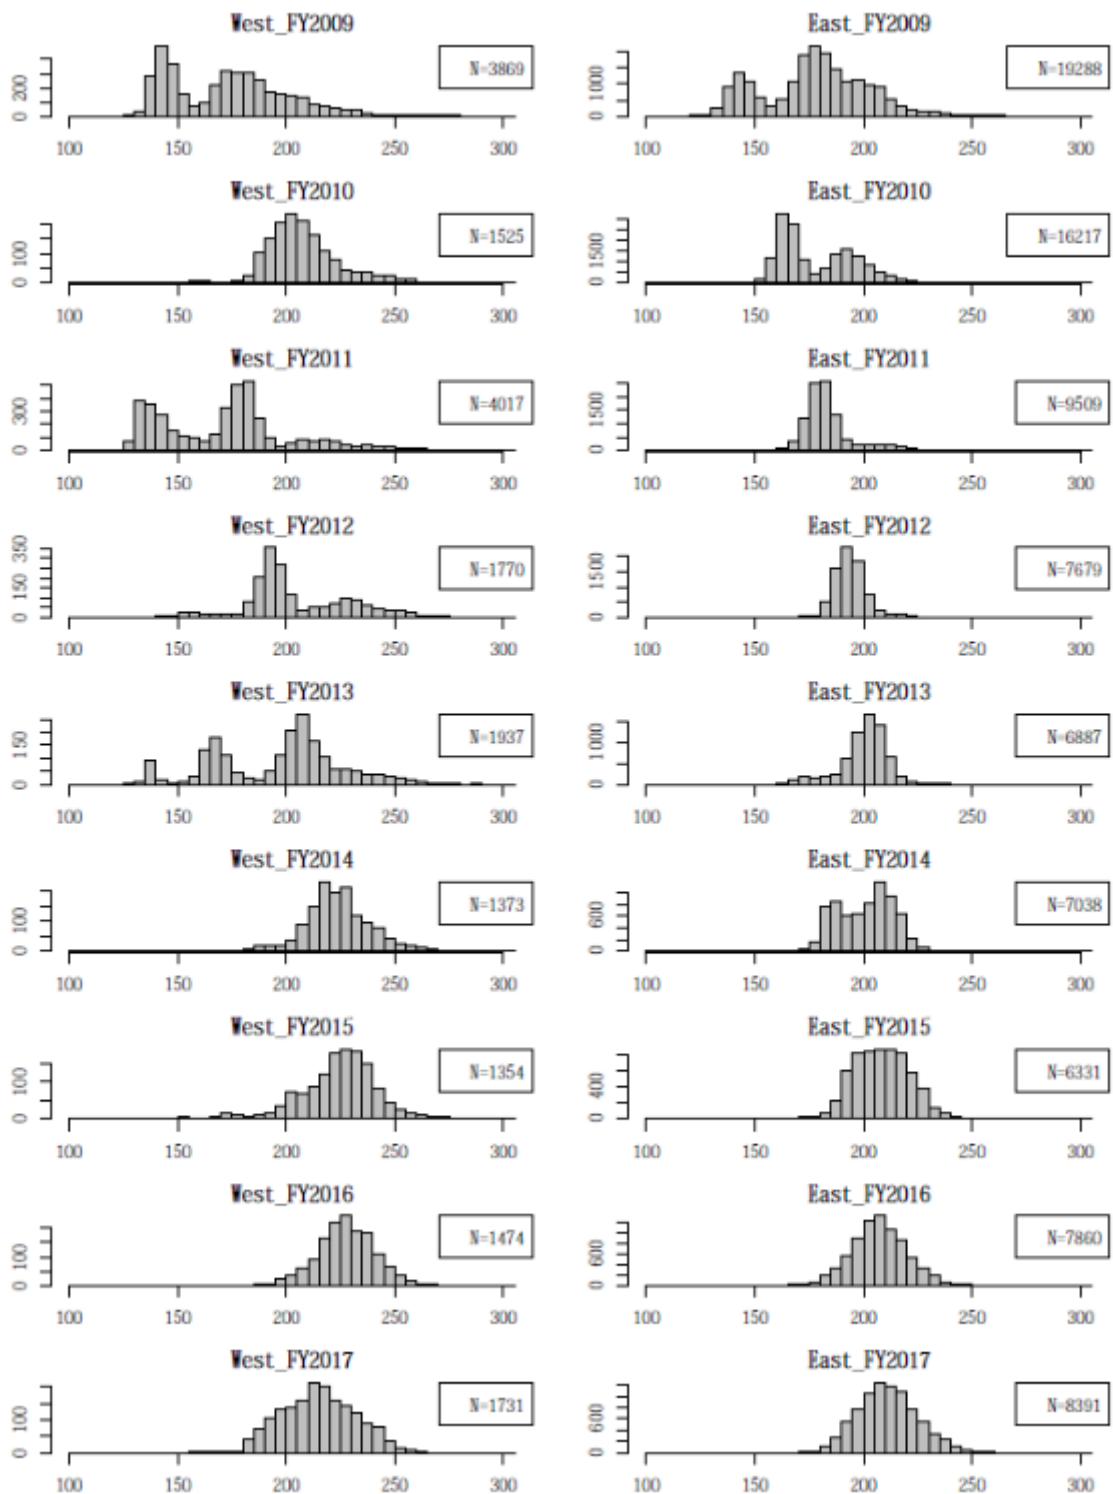 West_FY2009 East_FY2009
N=3869 N=19288
0 200 0 1000
100 150 200 250 300 100 150 200 250 300
West_FY2010 East_FY2010
N=1525 N=16217
0 100 0 1500
100 150 200 250 300 100 150 200 250 300
West_FY2011 East_FY2011
N=4017 N=9509
0 300 0 1500
100 150 200 250 300 100 150 200 250 300
West_FY2012 East_FY2012
N=1770 N=7679
0 150 350 0 1500
100 150 200 250 300 100 150 200 250 300
West_FY2013 East_FY2013
N=1937 N=6887
0 150 0 1000
100 150 200 250 300 100 150 200 250 300
West_FY2014 East_FY2014
N=1373 N=7038
0 100 0 600
100 150 200 250 300 100 150 200 250 300
West_FY2015 East_FY2015
N=1354 N=6331
0 100 0 400
100 150 200 250 300 100 150 200 250 300
West_FY2016 East_FY2016
N=1474 N=7860
0 100 0 600
100 150 200 250 300 100 150 200 250 300
West_FY2017 East_FY2017
N=1731 N=8391
0 100 0 600
100 150 200 250 300 100 150 200 250 300